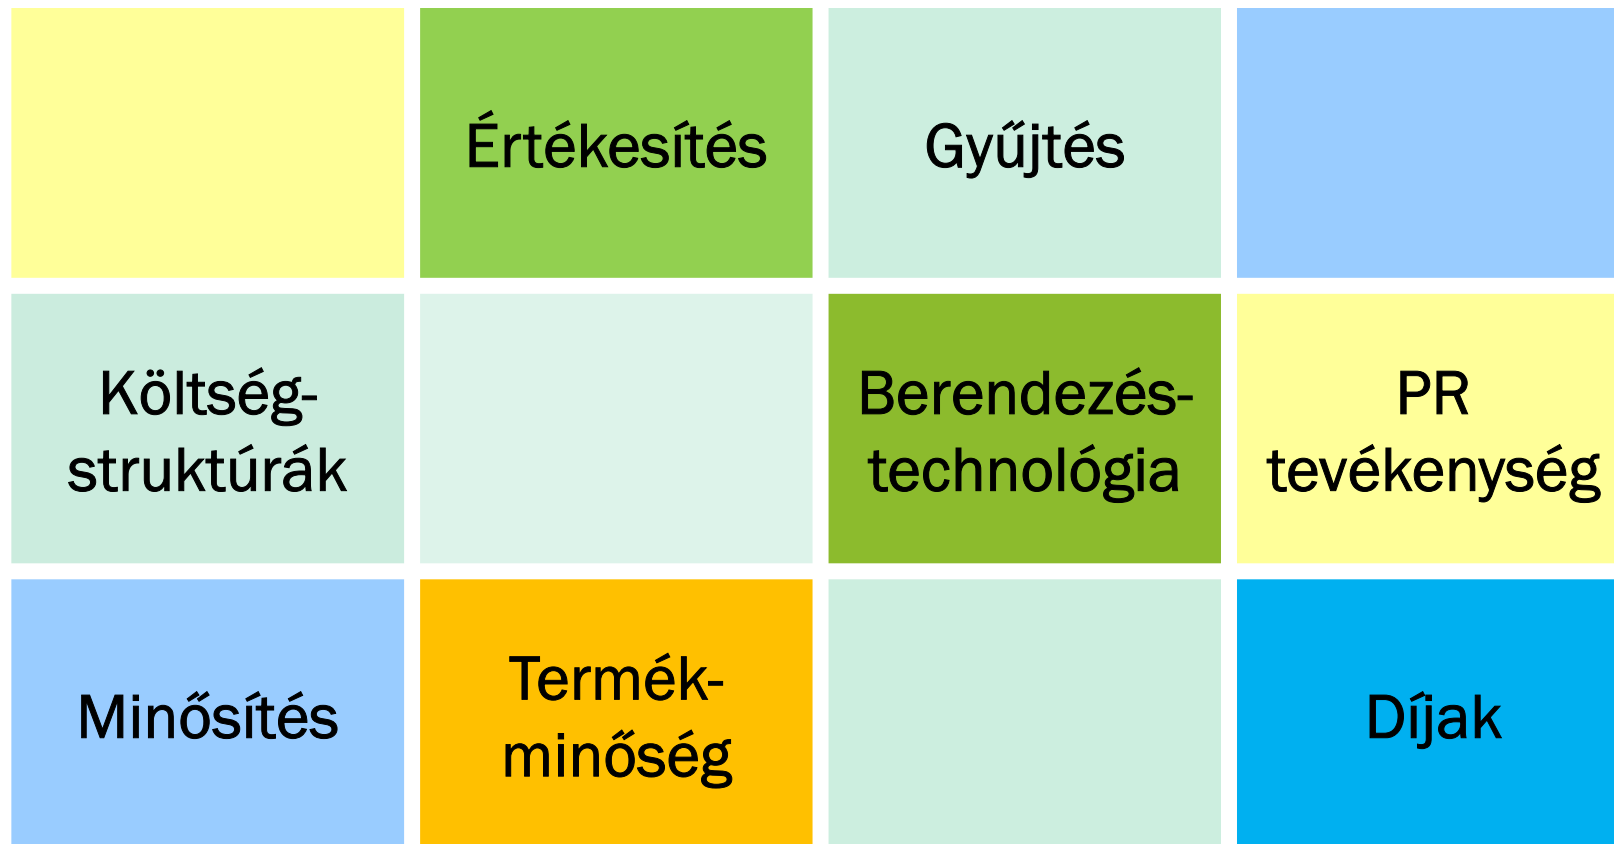 Értékesítés
Gyűjtés
Költség-
struktúrák
Berendezés-
technológia
PR
tevékenység
Minősítés
Termék-
minőség
Díjak